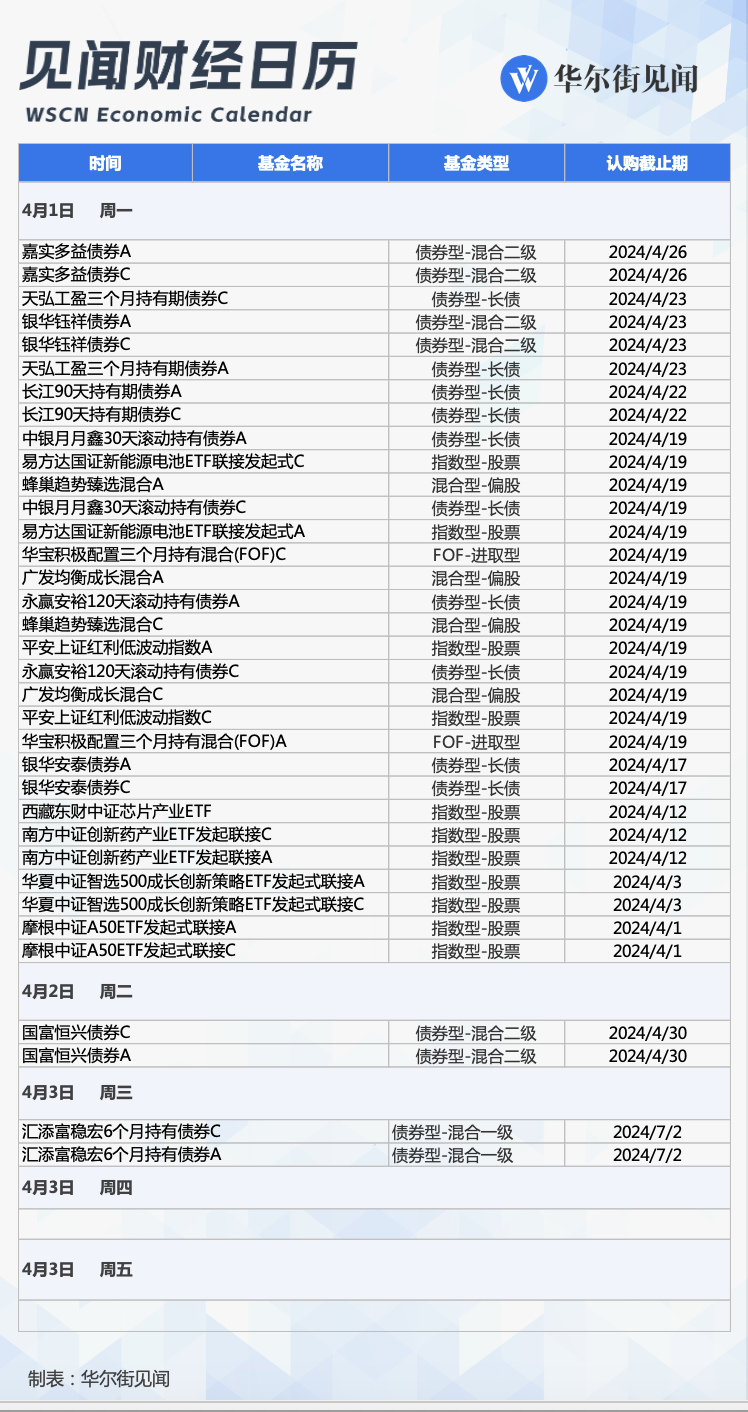 见闻财经日历
WSCN Economic Calendar
华尔街见闻
时间 基金名称 基金类型 认购截止期
4月1日 周一
嘉实多益债券A 债券型-混合二级 2024/4/26
嘉实多益债券C 债券型-混合二级 2024/4/26
天弘工盈三个月持有期债券C 债券型-长债 2024/4/23
银华钰祥债券A 债券型-混合二级 2024/4/23
银华钰祥债券C 债券型-混合二级 2024/4/23
天弘工盈三个月持有期债券A 债券型-长债 2024/4/23
长江90天持有期债券A 债券型-长债 2024/4/22
长江90天持有期债券C 债券型-长债 2024/4/22
中银月月鑫30天滚动持有债券A 债券型-长债 2024/4/19
易方达国证新能源电池ETF联接发起式C 指数型-股票 2024/4/19
蜂巢趋势臻选混合A 混合型-偏股 2024/4/19
中银月月鑫30天滚动持有债券C 债券型-长债 2024/4/19
易方达国证新能源电池ETF联接发起式A 指数型-股票 2024/4/19
华宝积极配置三个月持有混合(FOF)C FOF-进取型 2024/4/19
广发均衡成长混合A 混合型-偏股 2024/4/19
永赢安裕120天滚动持有债券A 债券型-长债 2024/4/19
蜂巢趋势臻选混合C 混合型-偏股 2024/4/19
平安上证红利低波动指数A 指数型-股票 2024/4/19
永赢安裕120天滚动持有债券C 债券型-长债 2024/4/19
广发均衡成长混合C 混合型-偏股 2024/4/19
平安上证红利低波动指数C 指数型-股票 2024/4/19
华宝积极配置三个月持有混合(FOF)A FOF-进取型 2024/4/19
银华安泰债券A 债券型-长债 2024/4/17
银华安泰债券C 债券型-长债 2024/4/17
西藏东财中证芯片产业ETF 指数型-股票 2024/4/12
南方中证创新药产业ETF发起联接C 指数型-股票 2024/4/12
南方中证创新药产业ETF发起联接A 指数型-股票 2024/4/12
华夏中证智选500成长创新策略ETF发起式联接A 指数型-股票 2024/4/3
华夏中证智选500成长创新策略ETF发起式联接C 指数型-股票 2024/4/3
摩根中证A50ETF发起式联接A 指数型-股票 2024/4/1
摩根中证A50ETF发起式联接C 指数型-股票 2024/4/1
4月2日 周二
国富恒兴债券C 债券型-混合二级 2024/4/30
国富恒兴债券A 债券型-混合二级 2024/4/30
4月3日 周三
汇添富稳宏6个月持有债券C 债券型-混合一级 2024/7/2
汇添富稳宏6个月持有债券A 债券型-混合一级 2024/7/2
4月3日 周四
4月3日 周五
制表：华尔街见闻